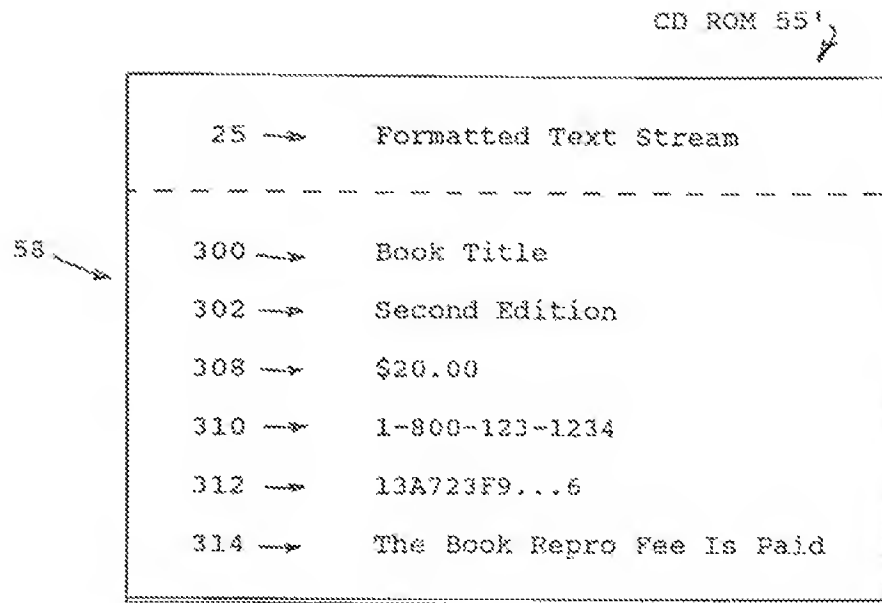 CD ROM 55'
25 Formatted Text Stream
58
300 Book Title
302 Second Edition
308 $20.00
310 1-800-123-1234
312 13A723F9...6
314 The Book Repro Fee Is Paid